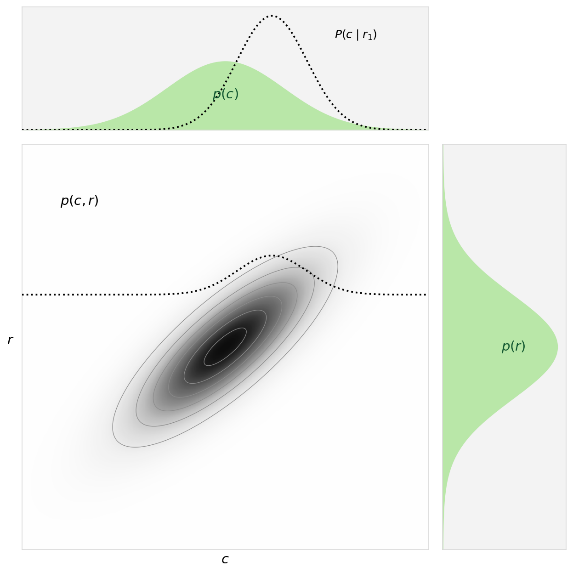 P(c | r₁)
p(c)
p(c, r)
r
p(r)
c